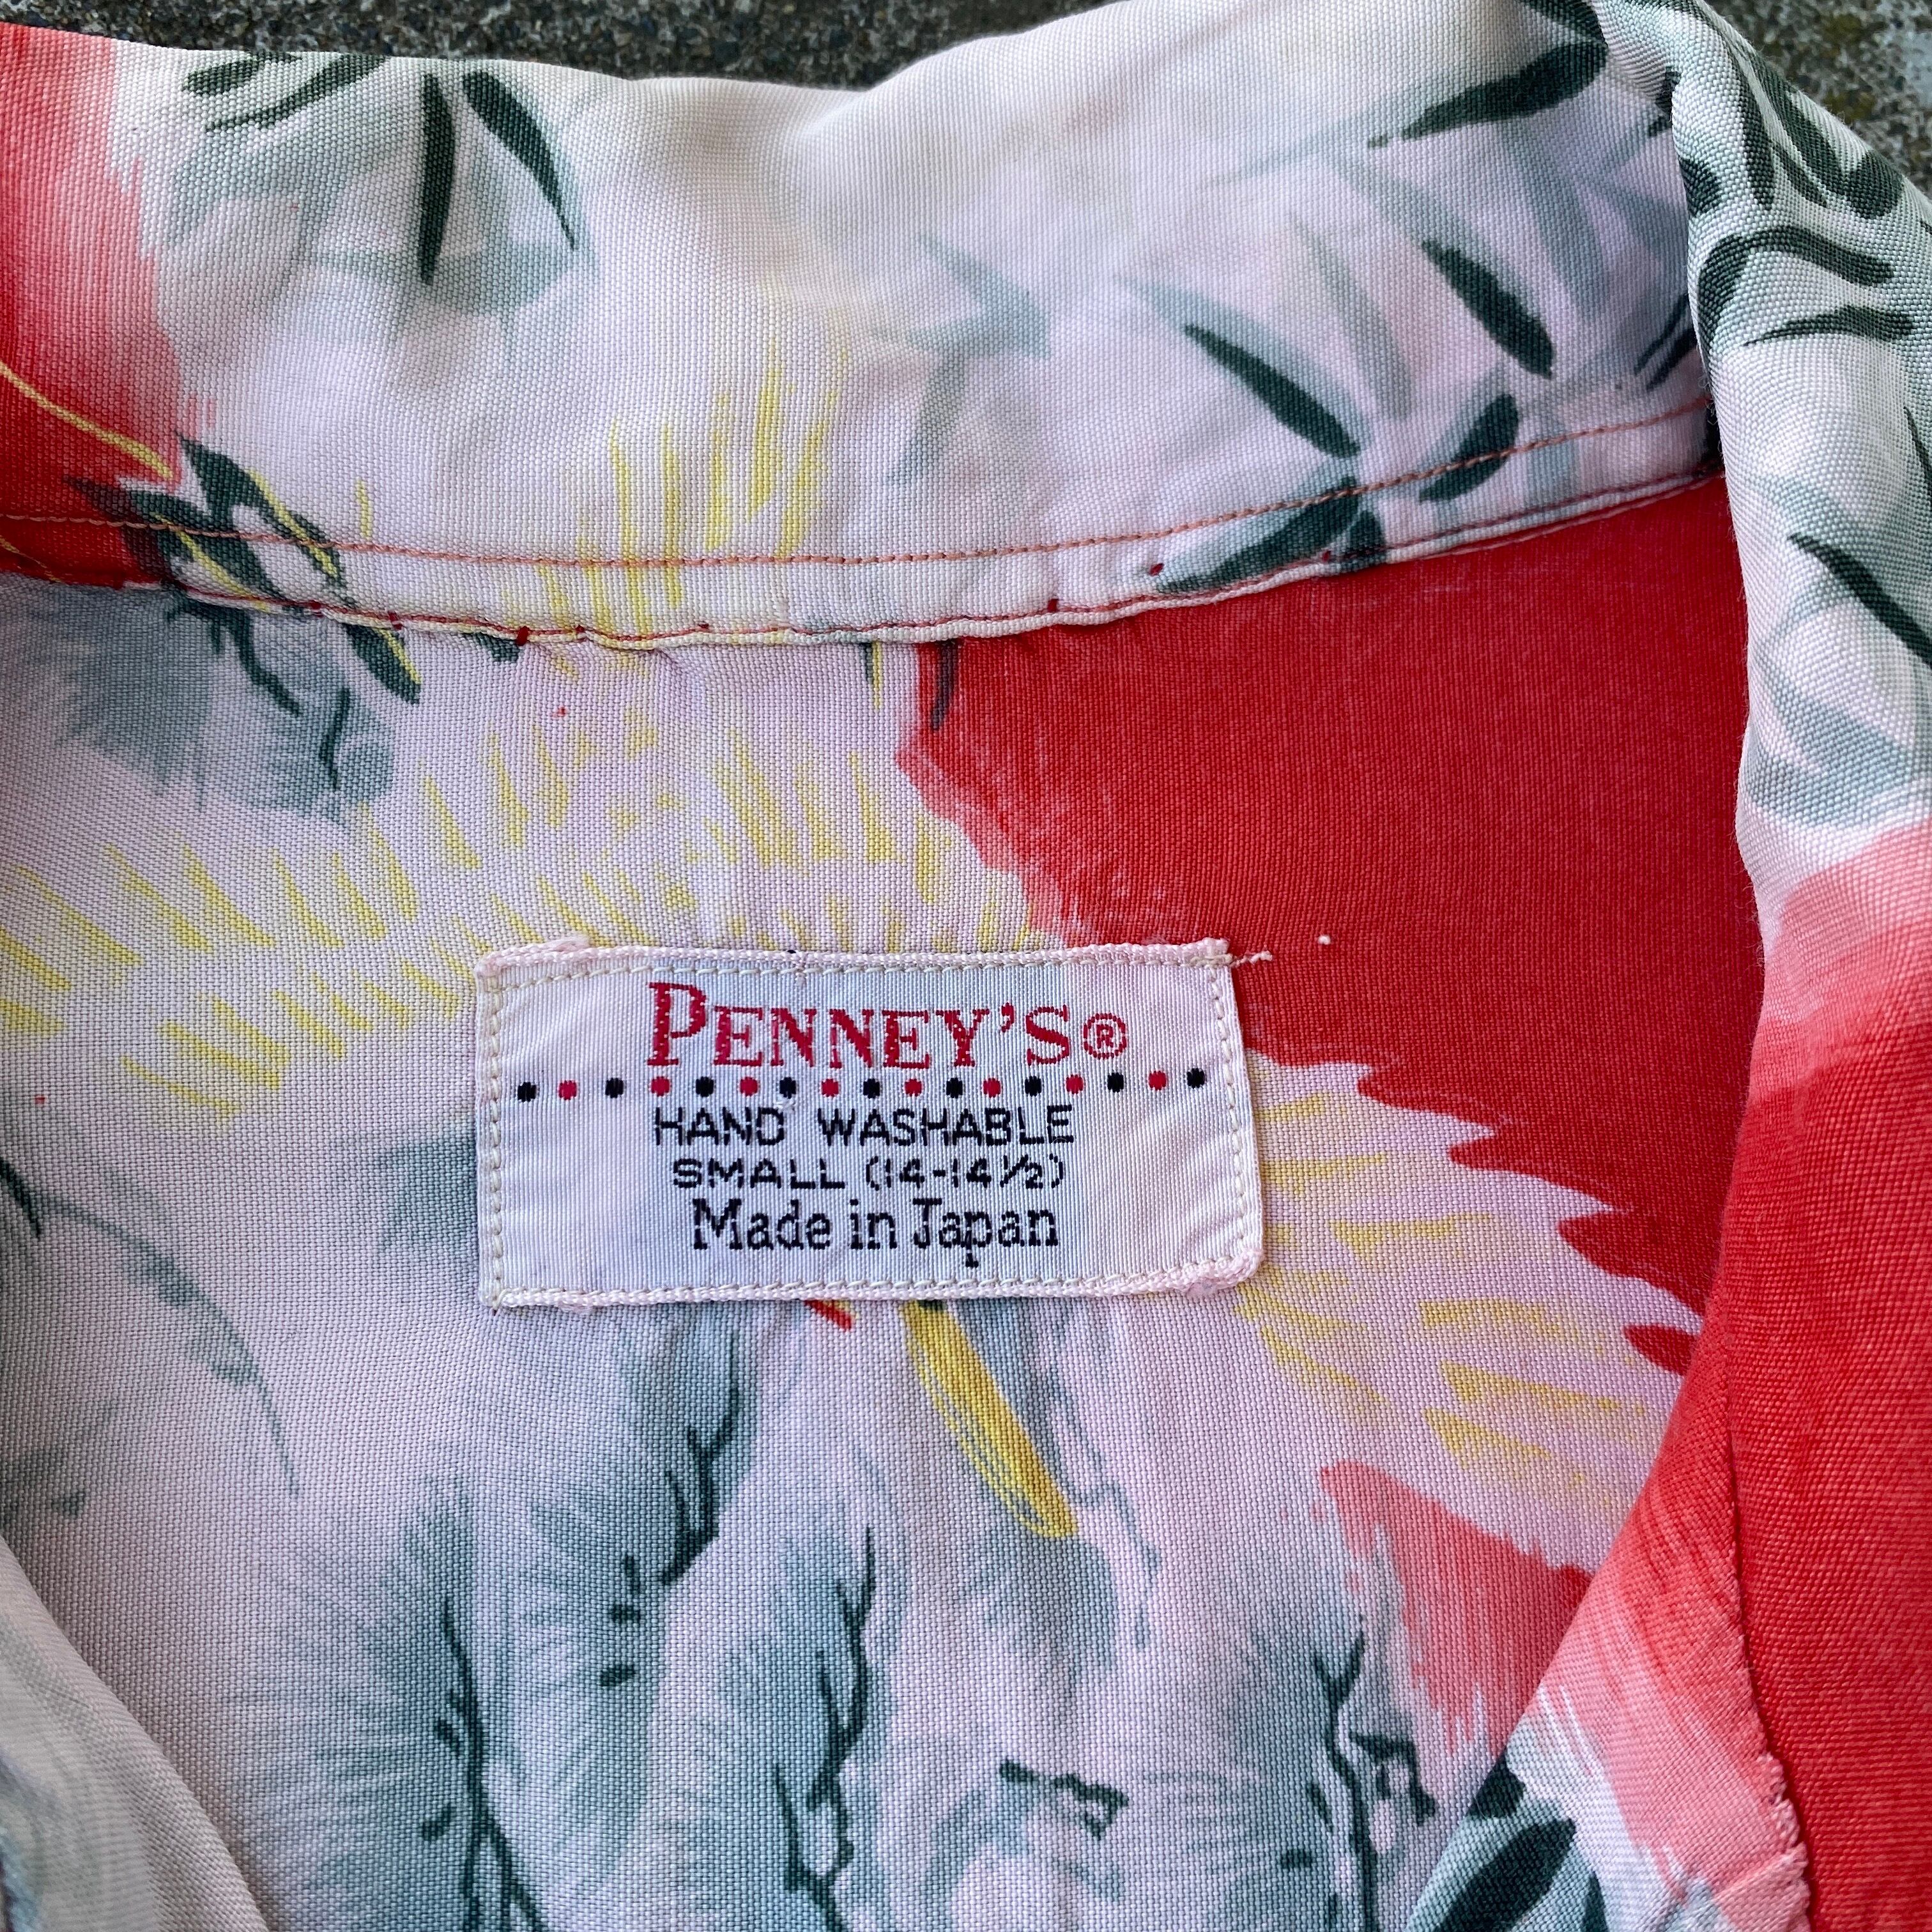 PENNEY'S®
HAND WASHABLE
SMALL (14-14½)
Made in Japan